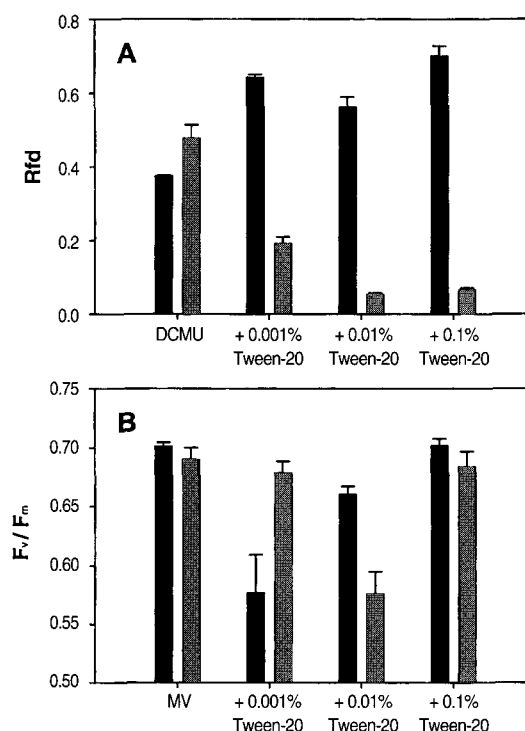 A
Rfd
0.8
0.6
0.4
0.2
0.0
DCMU + 0.001% + 0.01% + 0.1%
Tween-20 Tween-20 Tween-20
B
Fv / Fm
0.75
0.70
0.65
0.60
0.55
0.50
MV + 0.001% + 0.01% + 0.1%
Tween-20 Tween-20 Tween-20